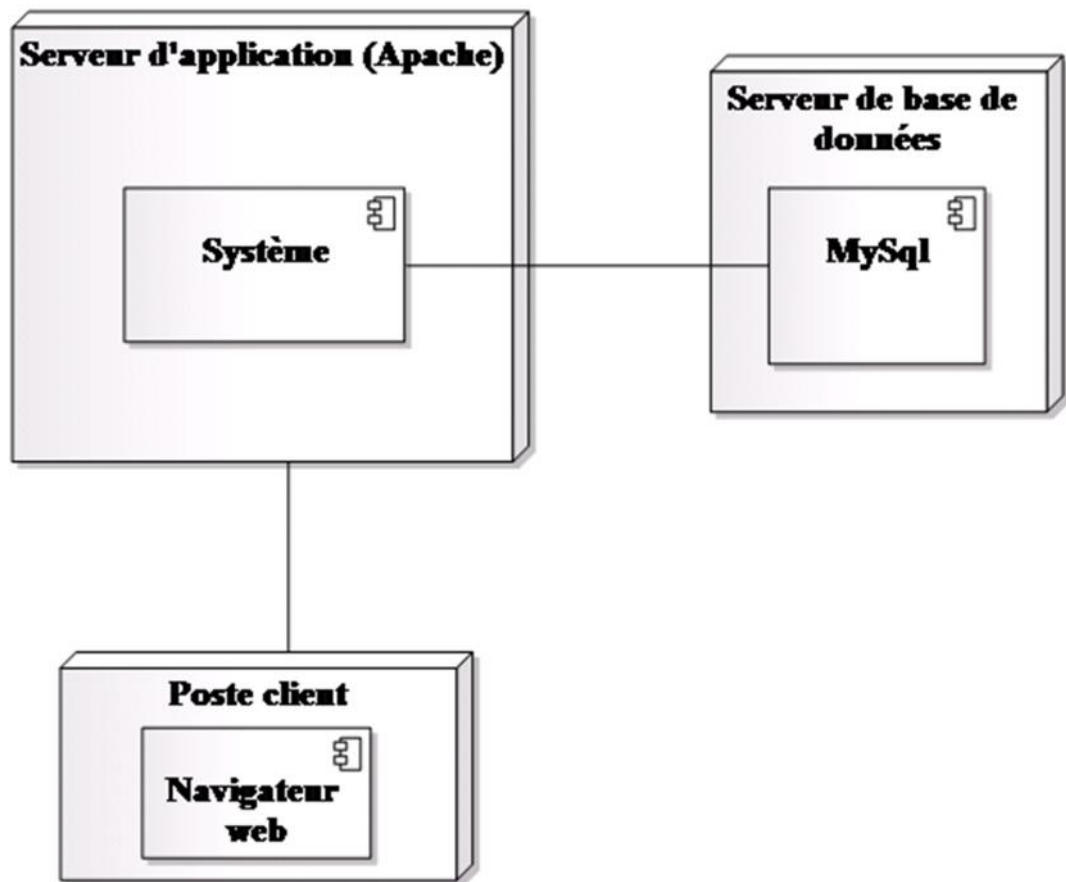 Serveur d'application (Apache)
Système
Serveur de base de
données
MySql
Poste client
Navigateur
web